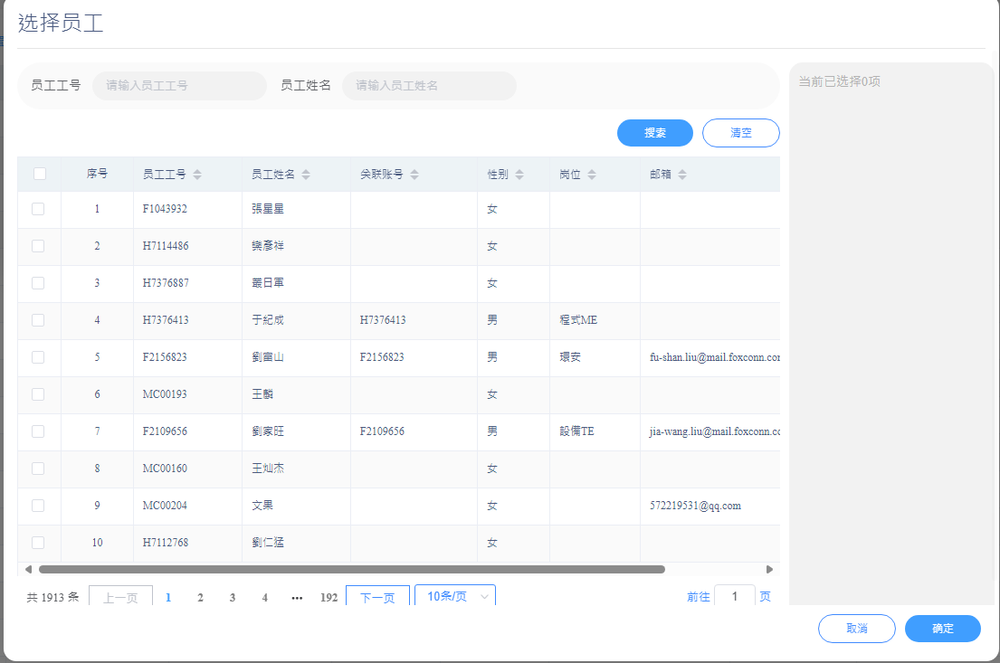 选择员工
员工工号 请输入员工工号 员工姓名 请输入员工姓名
当前已选择0项
搜索 清空
序号 员工工号 员工姓名 关联账号 性别 岗位 邮箱
1 F1043932 張星星 女
2 H7114486 樂彥祥 女
3 H7376887 叢日軍 女
4 H7376413 于紀成 H7376413 男 程式ME
5 F2156823 劉富山 F2156823 男 環安 fu-shan.liu@mail.foxconn.con
6 MC00193 王麟 女
7 F2109656 劉家旺 F2109656 男 設備TE jia-wang.liu@mail.foxconn.cc
8 MC00160 王灿杰 女
9 MC00204 文果 女 572219531@qq.com
10 H7112768 劉仁猛 女
共 1913 条 上一页 1 2 3 4 ••• 192 下一页 10条/页 前往 1 页
取消 确定